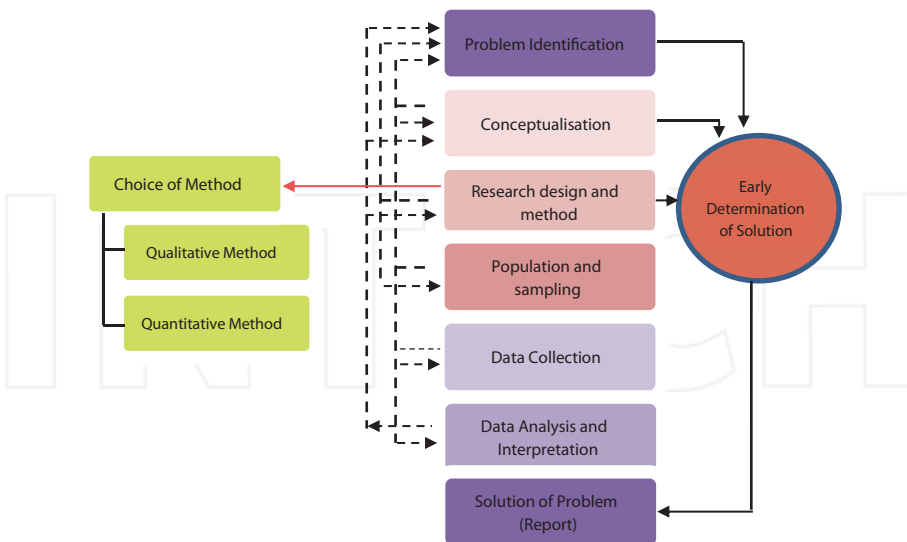 Problem Identification
Conceptualisation
Choice of Method
Research design and
method
Early
Determination
of Solution
Qualitative Method
Population and
sampling
Quantitative Method
Data Collection
Data Analysis and
Interpretation
Solution of Problem
(Report)